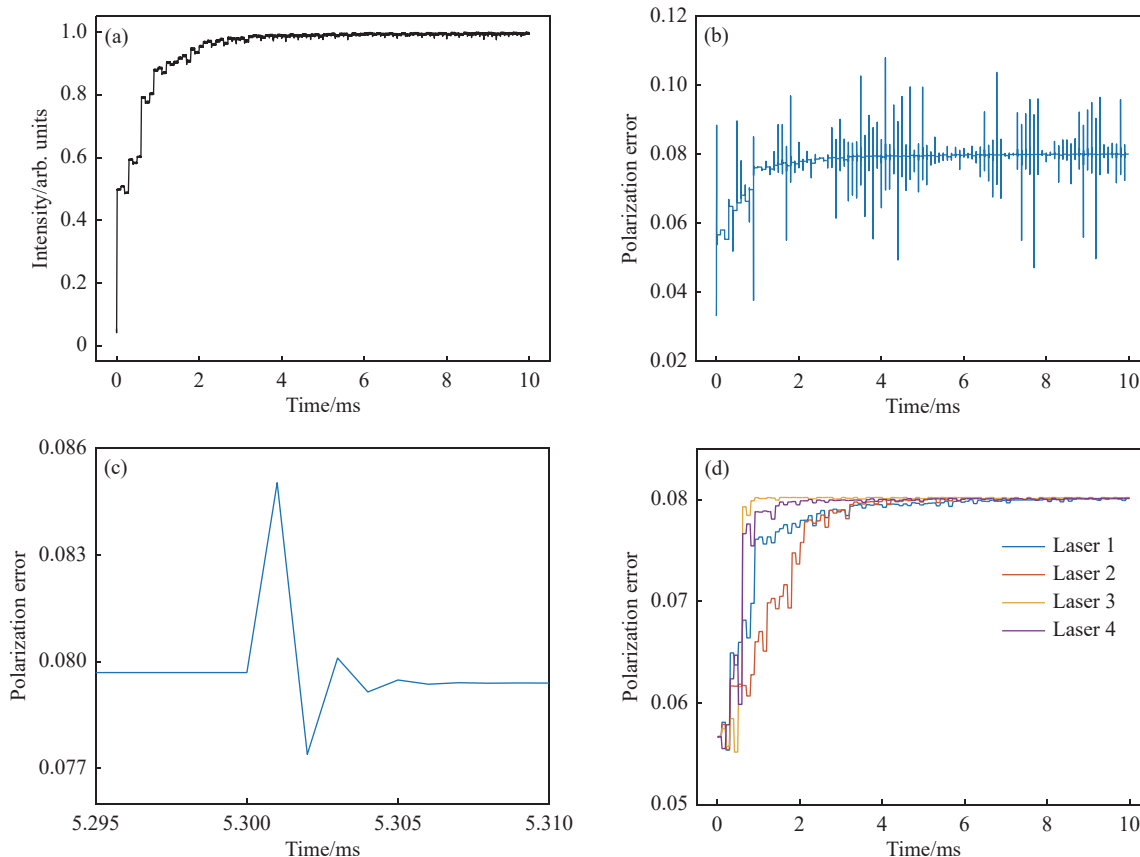 (a)
Intensity/arb. units
1.0
0.8
0.6
0.4
0.2
0
0
2
4
6
8
10
Time/ms
(b)
Polarization error
0.12
0.10
0.08
0.06
0.04
0.02
0
2
4
6
8
10
Time/ms
(c)
Polarization error
0.086
0.083
0.080
0.077
5.295
5.300
5.305
5.310
Time/ms
(d)
Polarization error
0.08
0.07
0.06
0.05
Laser 1
Laser 2
Laser 3
Laser 4
0
2
4
6
8
10
Time/ms